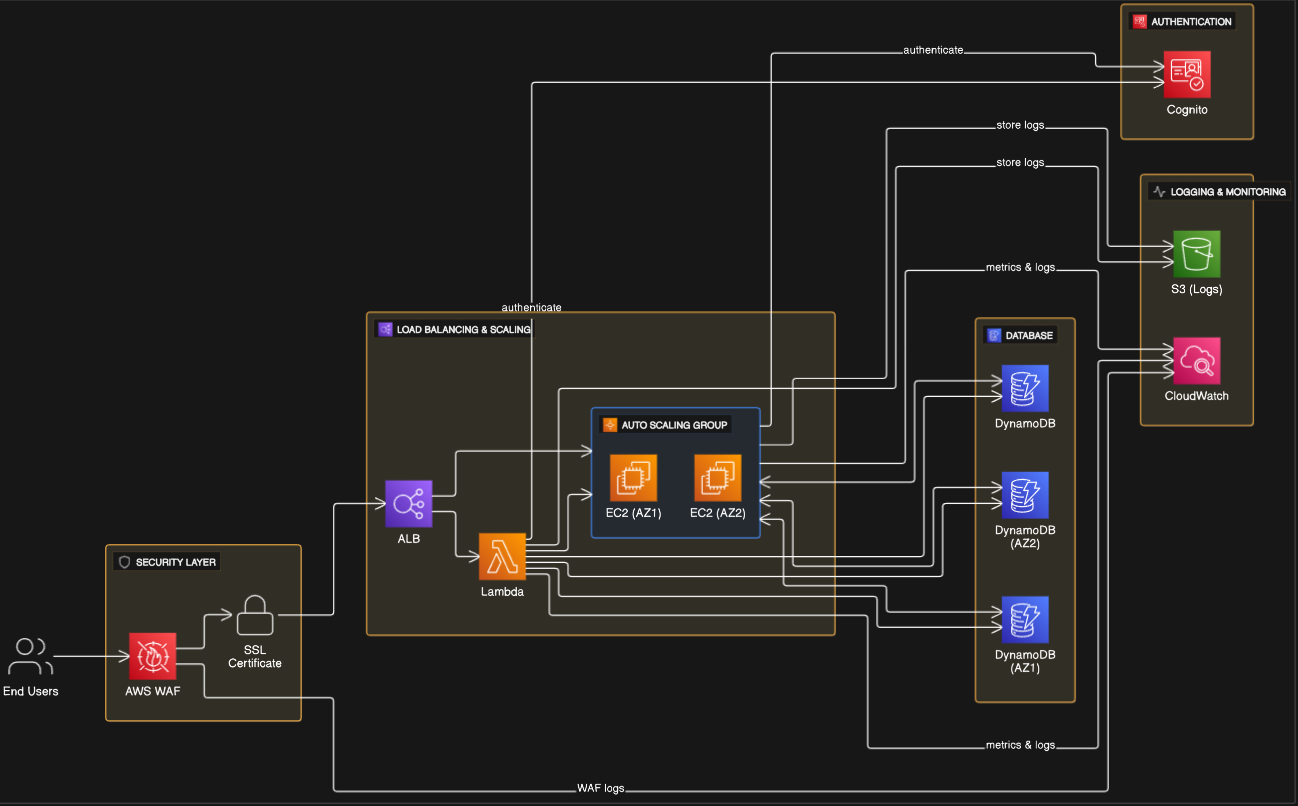 AUTHENTICATION
authenticate
Cognito
store logs
store logs
LOGGING & MONITORING
metrics & logs
S3 (Logs)
authenticate
LOAD BALANCING & SCALING
DATABASE
CloudWatch
AUTO SCALING GROUP
DynamoDB
EC2 (AZ1)
EC2 (AZ2)
ALB
DynamoDB
(AZ2)
SECURITY LAYER
Lambda
SSL
Certificate
DynamoDB
(AZ1)
End Users
AWS WAF
metrics & logs
WAF logs